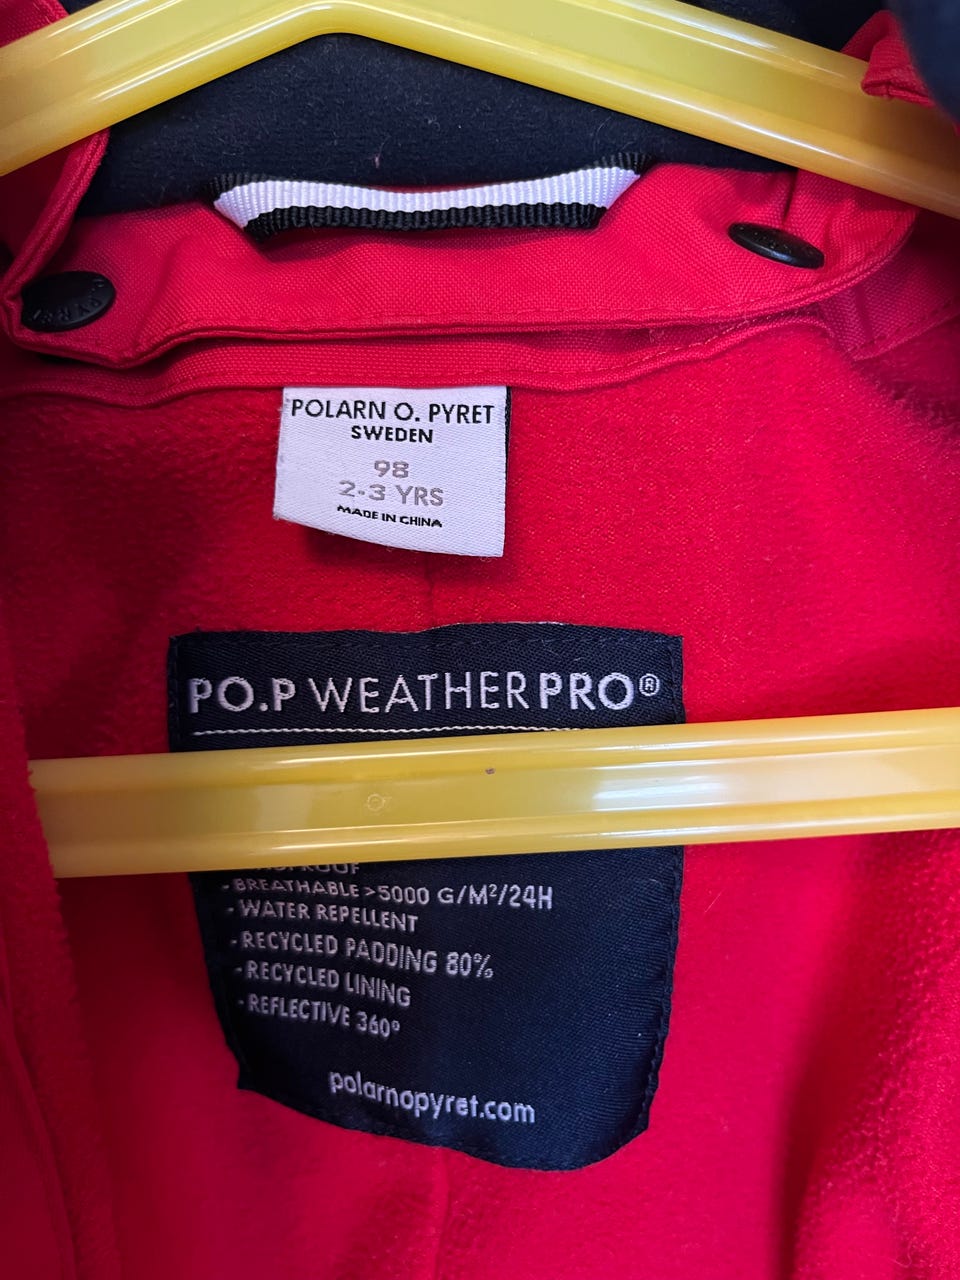 POLARN O. PYRET
SWEDEN
98
2-3 YRS
MADE IN CHINA
PO.P WEATHERPRO®
- BREATHABLE >5000 G/M²/24H
- WATER REPELLENT
- RECYCLED PADDING 80%
- RECYCLED LINING
- REFLECTIVE 360°
polarnopyret.com